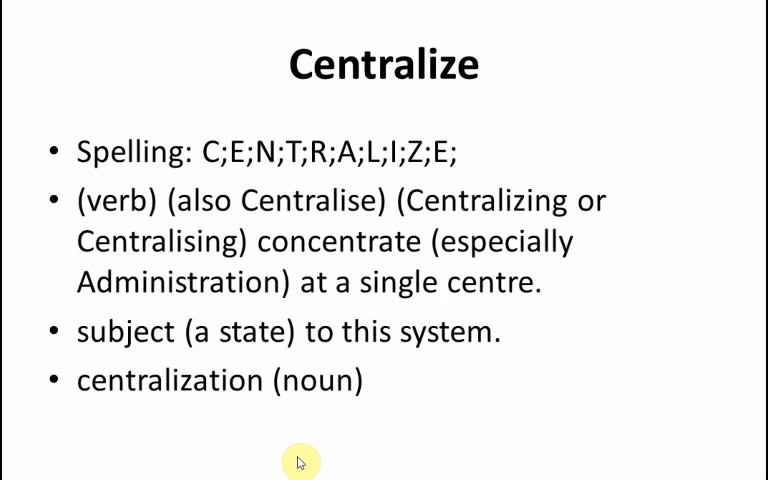 Centralize
• Spelling: C;E;N;T;R;A;L;I;Z;E;
• (verb) (also Centralise) (Centralizing or
Centralising) concentrate (especially
Administration) at a single centre.
• subject (a state) to this system.
• centralization (noun)